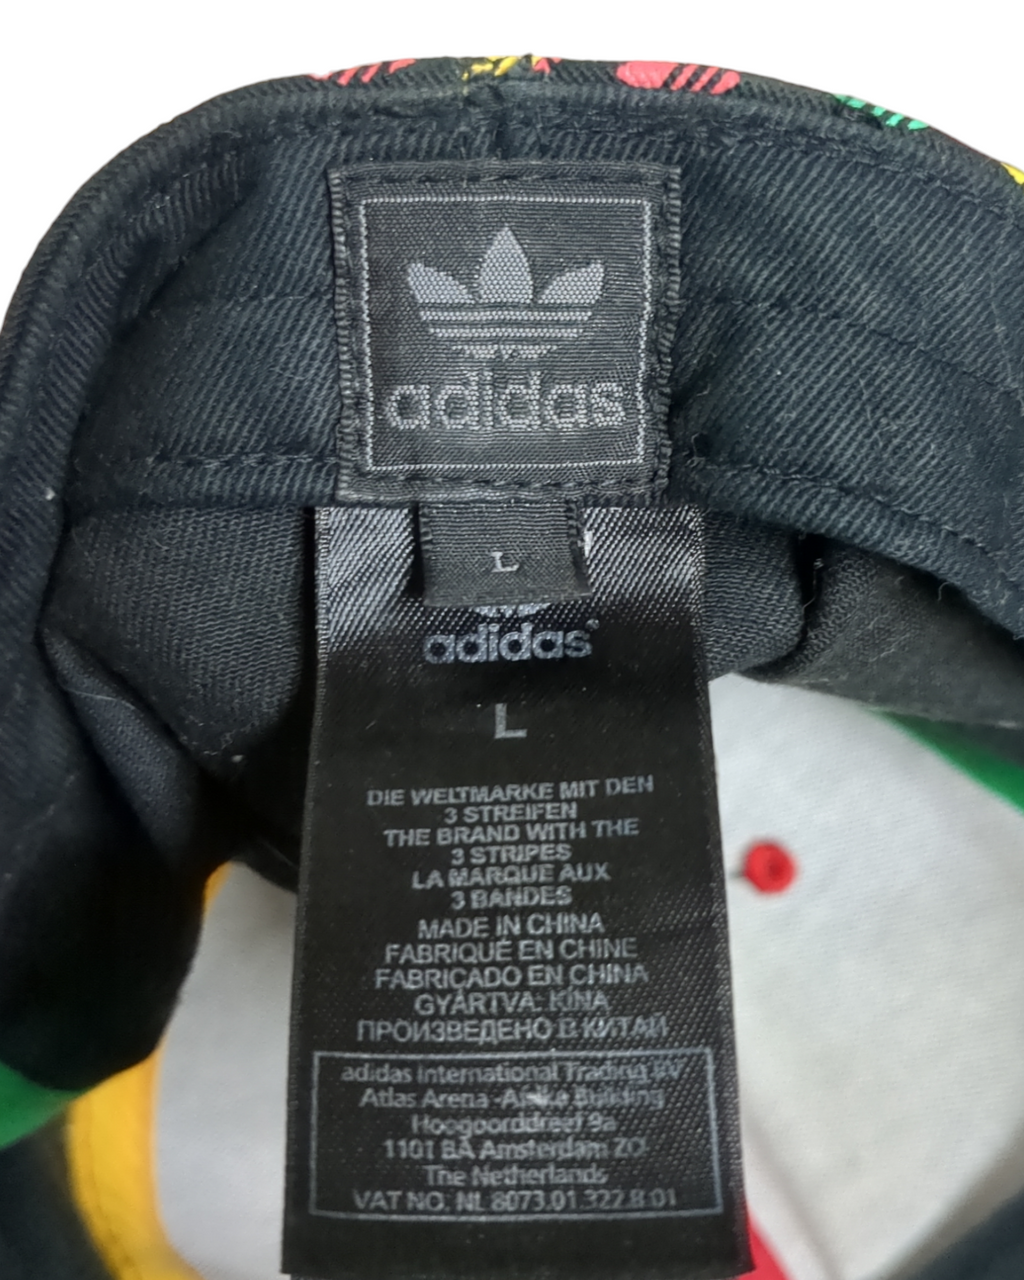 adidas
L
adidas®
L
DIE WELTMARKE MIT DEN
3 STREIFEN
THE BRAND WITH THE
3 STRIPES
LA MARQUE AUX
3 BANDES
MADE IN CHINA
FABRIQUÉ EN CHINE
FABRICADO EN CHINA
GYÁRTVA: KÍNA
ПРОИЗВЕДЕНО В КИТАЙ
adidas International Trading BV
Atlas Arena - Afrika Building
Hoogoorddreef 9a
1101 BA Amsterdam ZO
The Netherlands
VAT NO. NL 8073.01.322.B.01